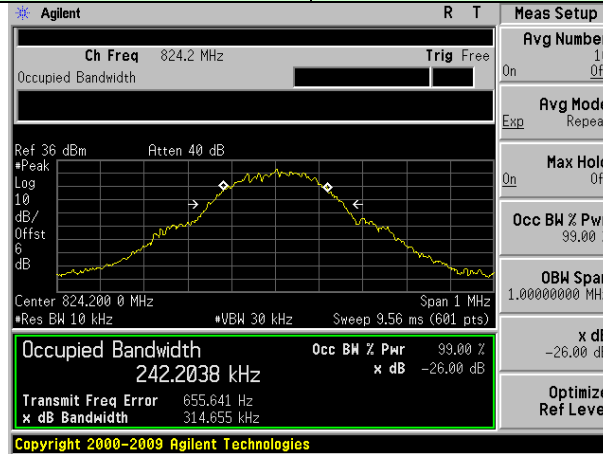 Agilent R T Meas Setup
Ch Freq 824.2 MHz Trig Free
Occupied Bandwidth
Avg Number
On
Avg Mode
Exp Repeat
Max Hold
On
Occ BW % Pwr
99.00
OBW Span
1.00000000 MHz
x dB
-26.00 dB
Optimize
Ref Level
Ref 36 dBm Atten 40 dB
#Peak
Log
10
dB/
Offst
6
dB
Center 824.200 0 MHz Span 1 MHz
#Res BW 10 kHz #VBW 30 kHz Sweep 9.56 ms (601 pts)
Occupied Bandwidth Occ BW % Pwr 99.00 %
242.2038 kHz x dB -26.00 dB
Transmit Freq Error 655.641 Hz
x dB Bandwidth 314.655 kHz
Copyright 2000-2009 Agilent Technologies